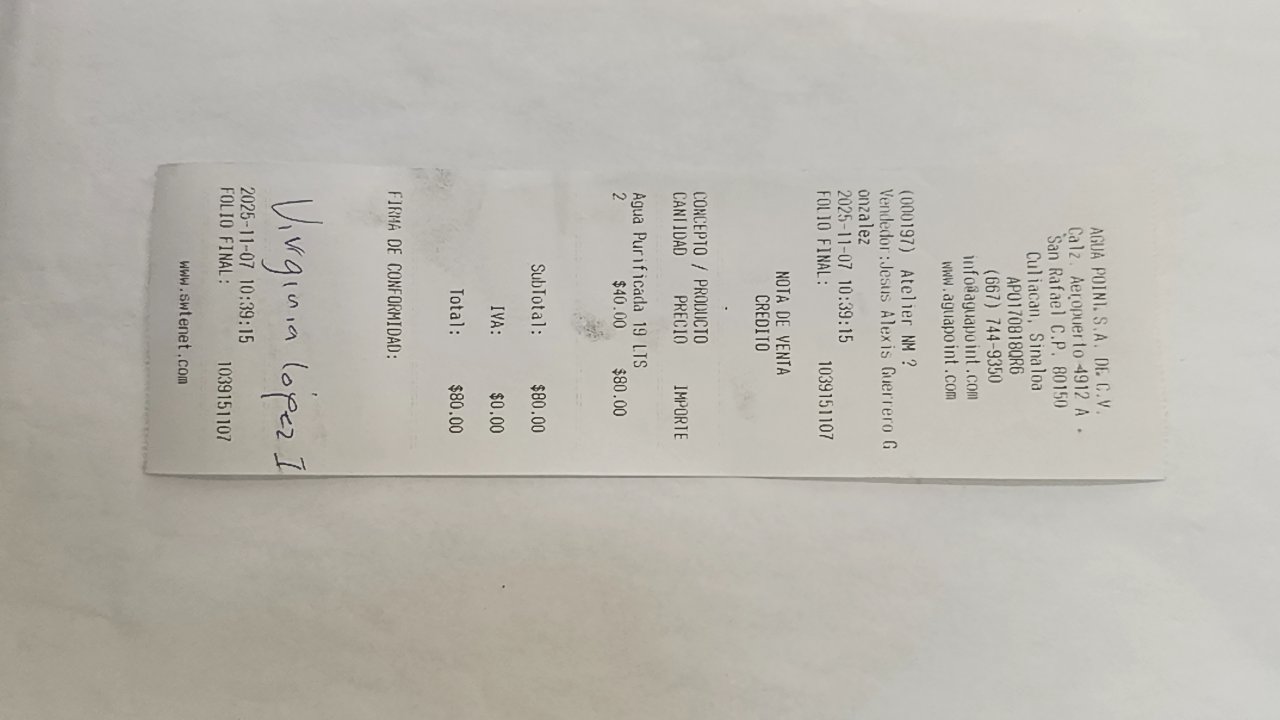 AGUA POINT, S.A. DE C.V.
Calz. Aeropuerto 4912 A .
San Rafael C.P. 80150
Culiacan, Sinaloa
APO170818QR6
(667) 744-9350
info@aguapoint.com
www.aguapoint.com
(000197) Atelier NM ?
Vendedor:Jesus Alexis Guerrero G
onzalez
2025-11-07 10:39:15
FOLIO FINAL: 1039151107
NOTA DE VENTA
CREDITO
CONCEPTO / PRODUCTO
CANTIDAD PRECIO IMPORTE
Agua Purificada 19 LTS
2 $40.00 $80.00
SubTotal: $80.00
IVA: $0.00
Total: $80.00
FIRMA DE CONFORMIDAD:
Virginia López I
2025-11-07 10:39:15
FOLIO FINAL: 1039151107
www.swtenet.com